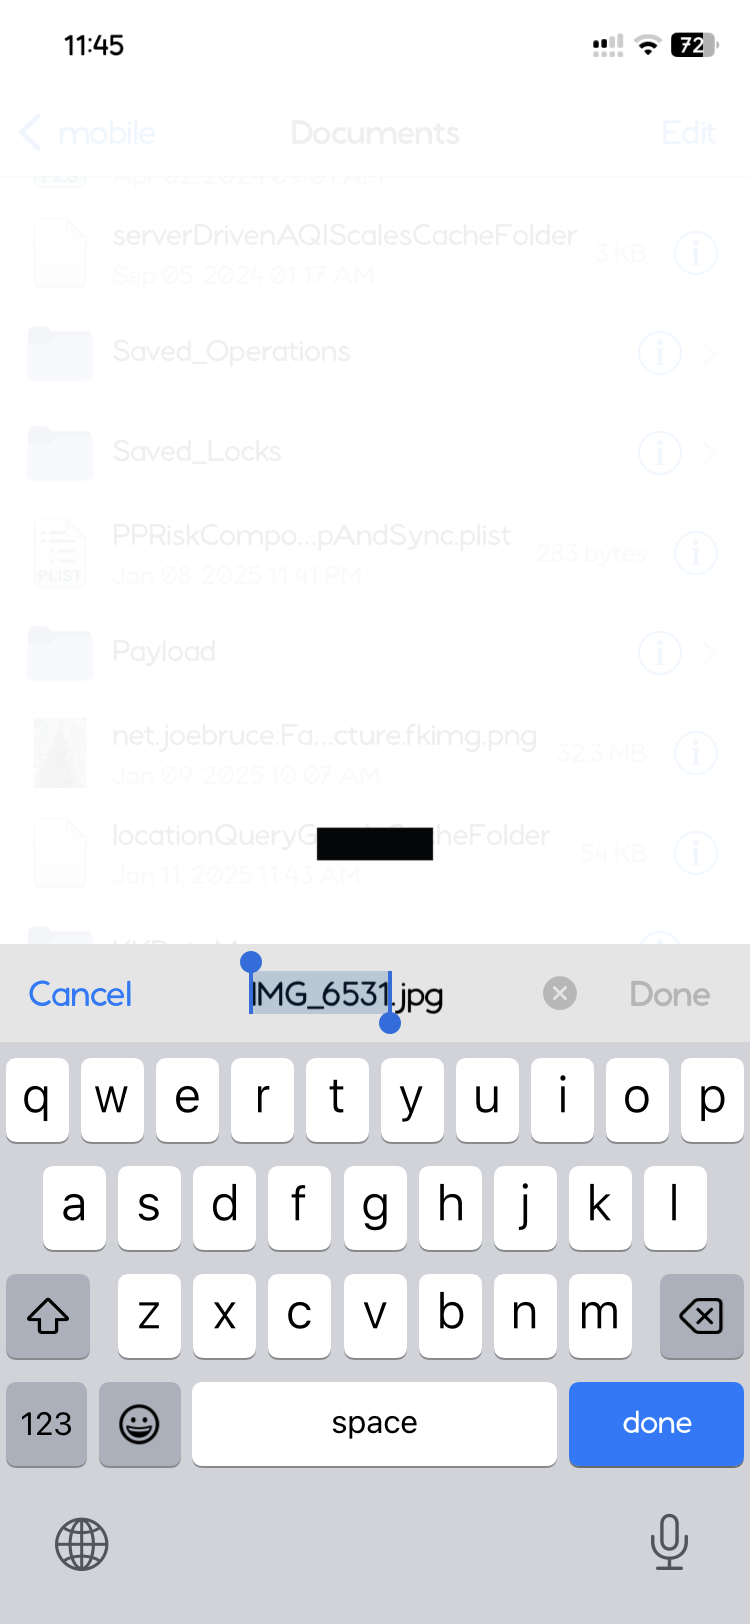 11:45
72
mobile
Documents
Edit
Apr 02, 2024 09:01 AM
serverDrivenAQIScalesCacheFolder
3 KB
Sep 05, 2024 01:17 AM
Saved_Operations
Saved_Locks
PPRiskCompo...pAndSync.plist
283 bytes
PLIST
Jan 08, 2025 11:41 PM
Payload
net.joebruce.Fa...cture.fkimg.png
32,3 MB
Jan 09, 2025 10:07 AM
54 KB
Jan 11, 2025 11:43 AM
Cancel
IMG_6531.jpg
Done
q w e r t y u i o p
a s d f g h j k l
z x c v b n m
123
space
done